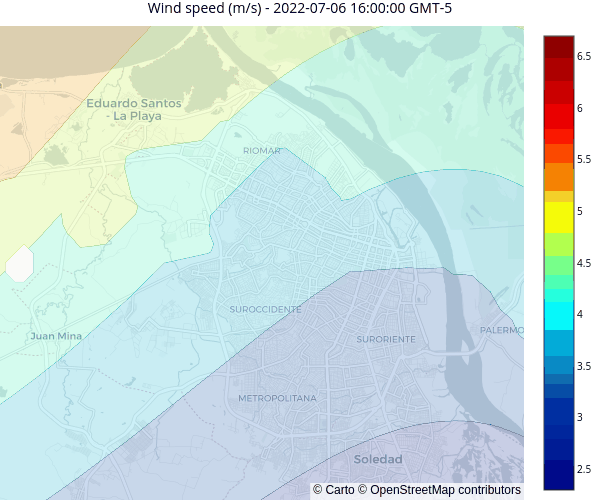 Wind speed (m/s) - 2022-07-06 16:00:00 GMT-5
Eduardo Santos
- La Playa
RIOMAR
SUROCCIDENTE
Juan Mina
SURORIENTE
PALERMO
METROPOLITANA
Soledad
© Carto © OpenStreetMap contributors
6.5
6
5.5
5
4.5
4
3.5
3
2.5